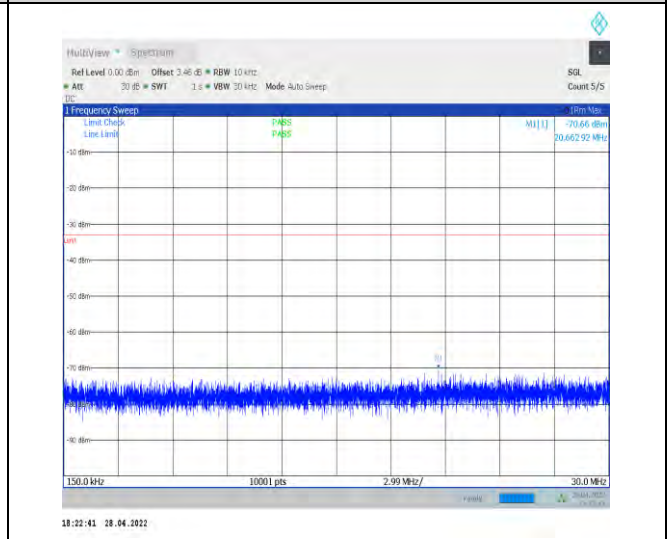 MultiView Spectrum
Ref Level 0.00 dBm Offset 3.46 dB RBW 10 kHz SGL
Att 30 dB SWT 1 s VBW 30 kHz Mode Auto Sweep Count 5/5
DC
1 Frequency Sweep 1Rm Max
Limit Check PASS M1[1] -70.66 dBm
Line Limit PASS 20.662 92 MHz
-10 dBm
-20 dBm
-30 dBm
-40 dBm
-50 dBm
-60 dBm
-70 dBm
-90 dBm
150.0 kHz 10001 pts 2.99 MHz/ 30.0 MHz
18:22:41 28.04.2022